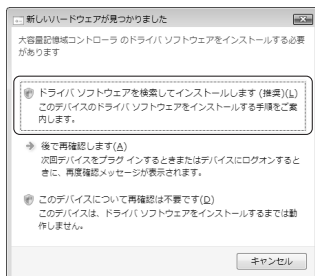 新しいハードウェアが見つかりました
大容量記憶域コントローラ のドライバ ソフトウェアをインストールする必要
があります
ドライバ ソフトウェアを検索してインストールします (推奨)(L)
このデバイスのドライバ ソフトウェアをインストールする手順をご案
内します。
後で再確認します(A)
次回デバイスをプラグ インするときまたはデバイスにログオンすると
きに、再度確認メッセージが表示されます。
このデバイスについて再確認は不要です(D)
このデバイスは、ドライバ ソフトウェアをインストールするまでは動
作しません。
キャンセル